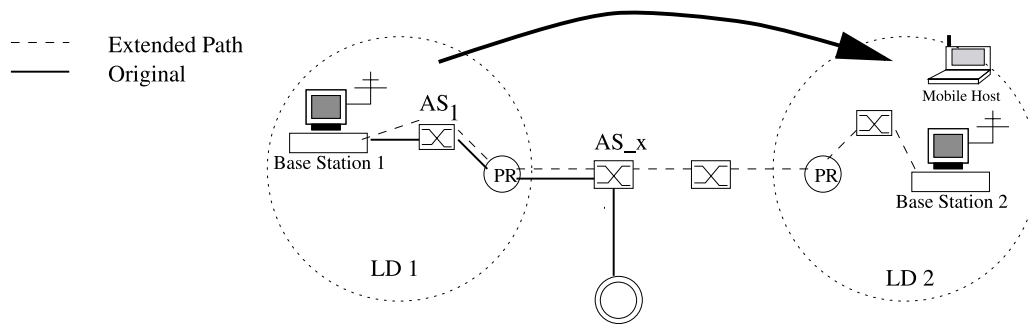 Extended Path
Original
Mobile Host
AS1
AS_x
Base Station 1
PR
PR
Base Station 2
LD 1
LD 2